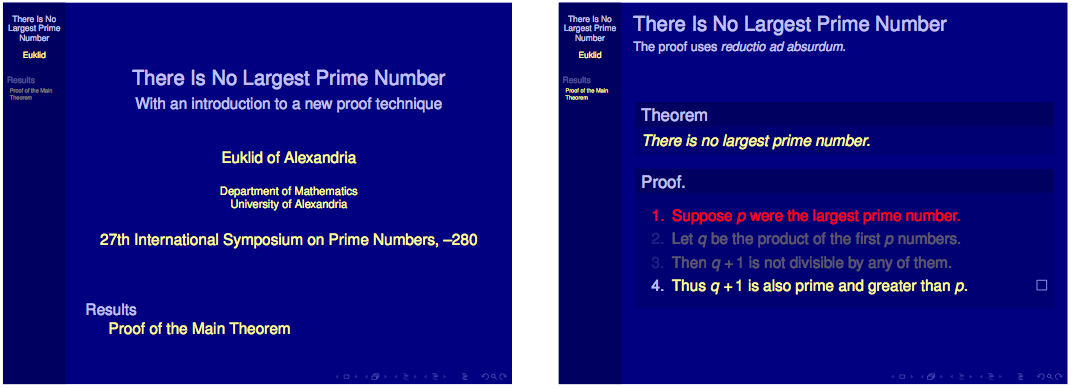 There Is No
Largest Prime
Number
Euklid
Results
Proof of the Main
Theorem
There Is No Largest Prime Number
With an introduction to a new proof technique
Euklid of Alexandria
Department of Mathematics
University of Alexandria
27th International Symposium on Prime Numbers, –280
Results
Proof of the Main Theorem
There Is No
Largest Prime
Number
Euklid
Results
Proof of the Main
Theorem
There Is No Largest Prime Number
The proof uses reductio ad absurdum.
Theorem
There is no largest prime number.
Proof.
1. Suppose p were the largest prime number.
2. Let q be the product of the first p numbers.
3. Then q + 1 is not divisible by any of them.
4. Thus q + 1 is also prime and greater than p. □